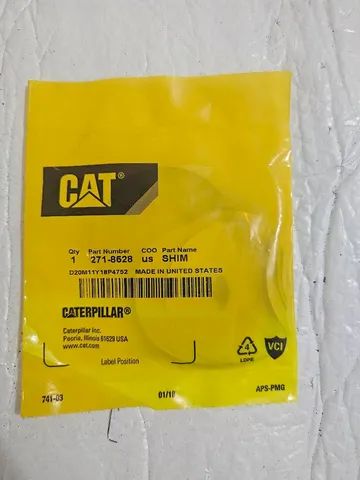 CAT®
Qty Part Number COO Part Name
1 271-8628 us SHIM
D20M11Y18P4752 MADE IN UNITED STATES
CATERPILLAR®
Caterpillar Inc.
Peoria, Illinois 61629 USA
www.cat.com
Label Position
4
LDPE
VCI
741-03 01/18 APS-PMG